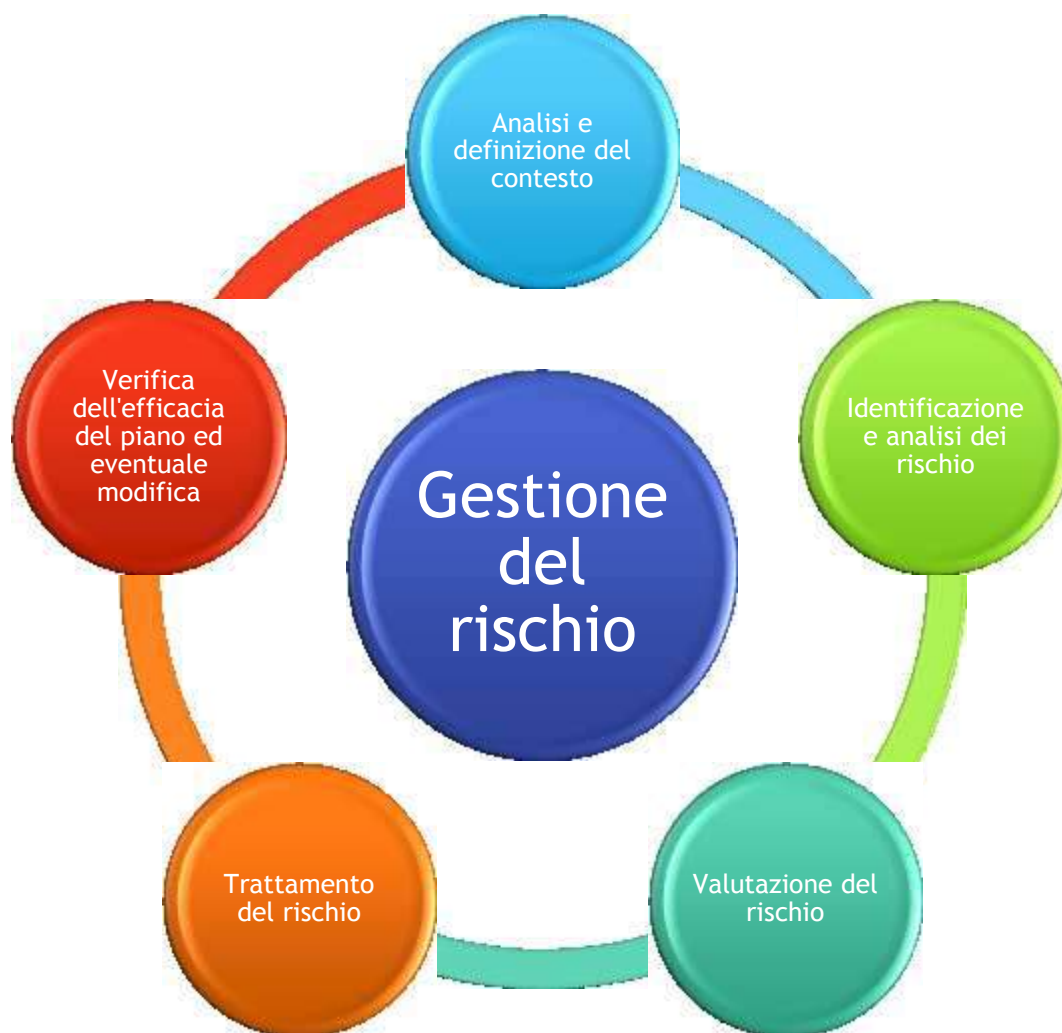 Analisi e
definizione del
contesto
Identificazione
e analisi dei
rischio
Valutazione del
rischio
Trattamento
del rischio
Verifica
dell'efficacia
del piano ed
eventuale
modifica
Gestione
del
rischio